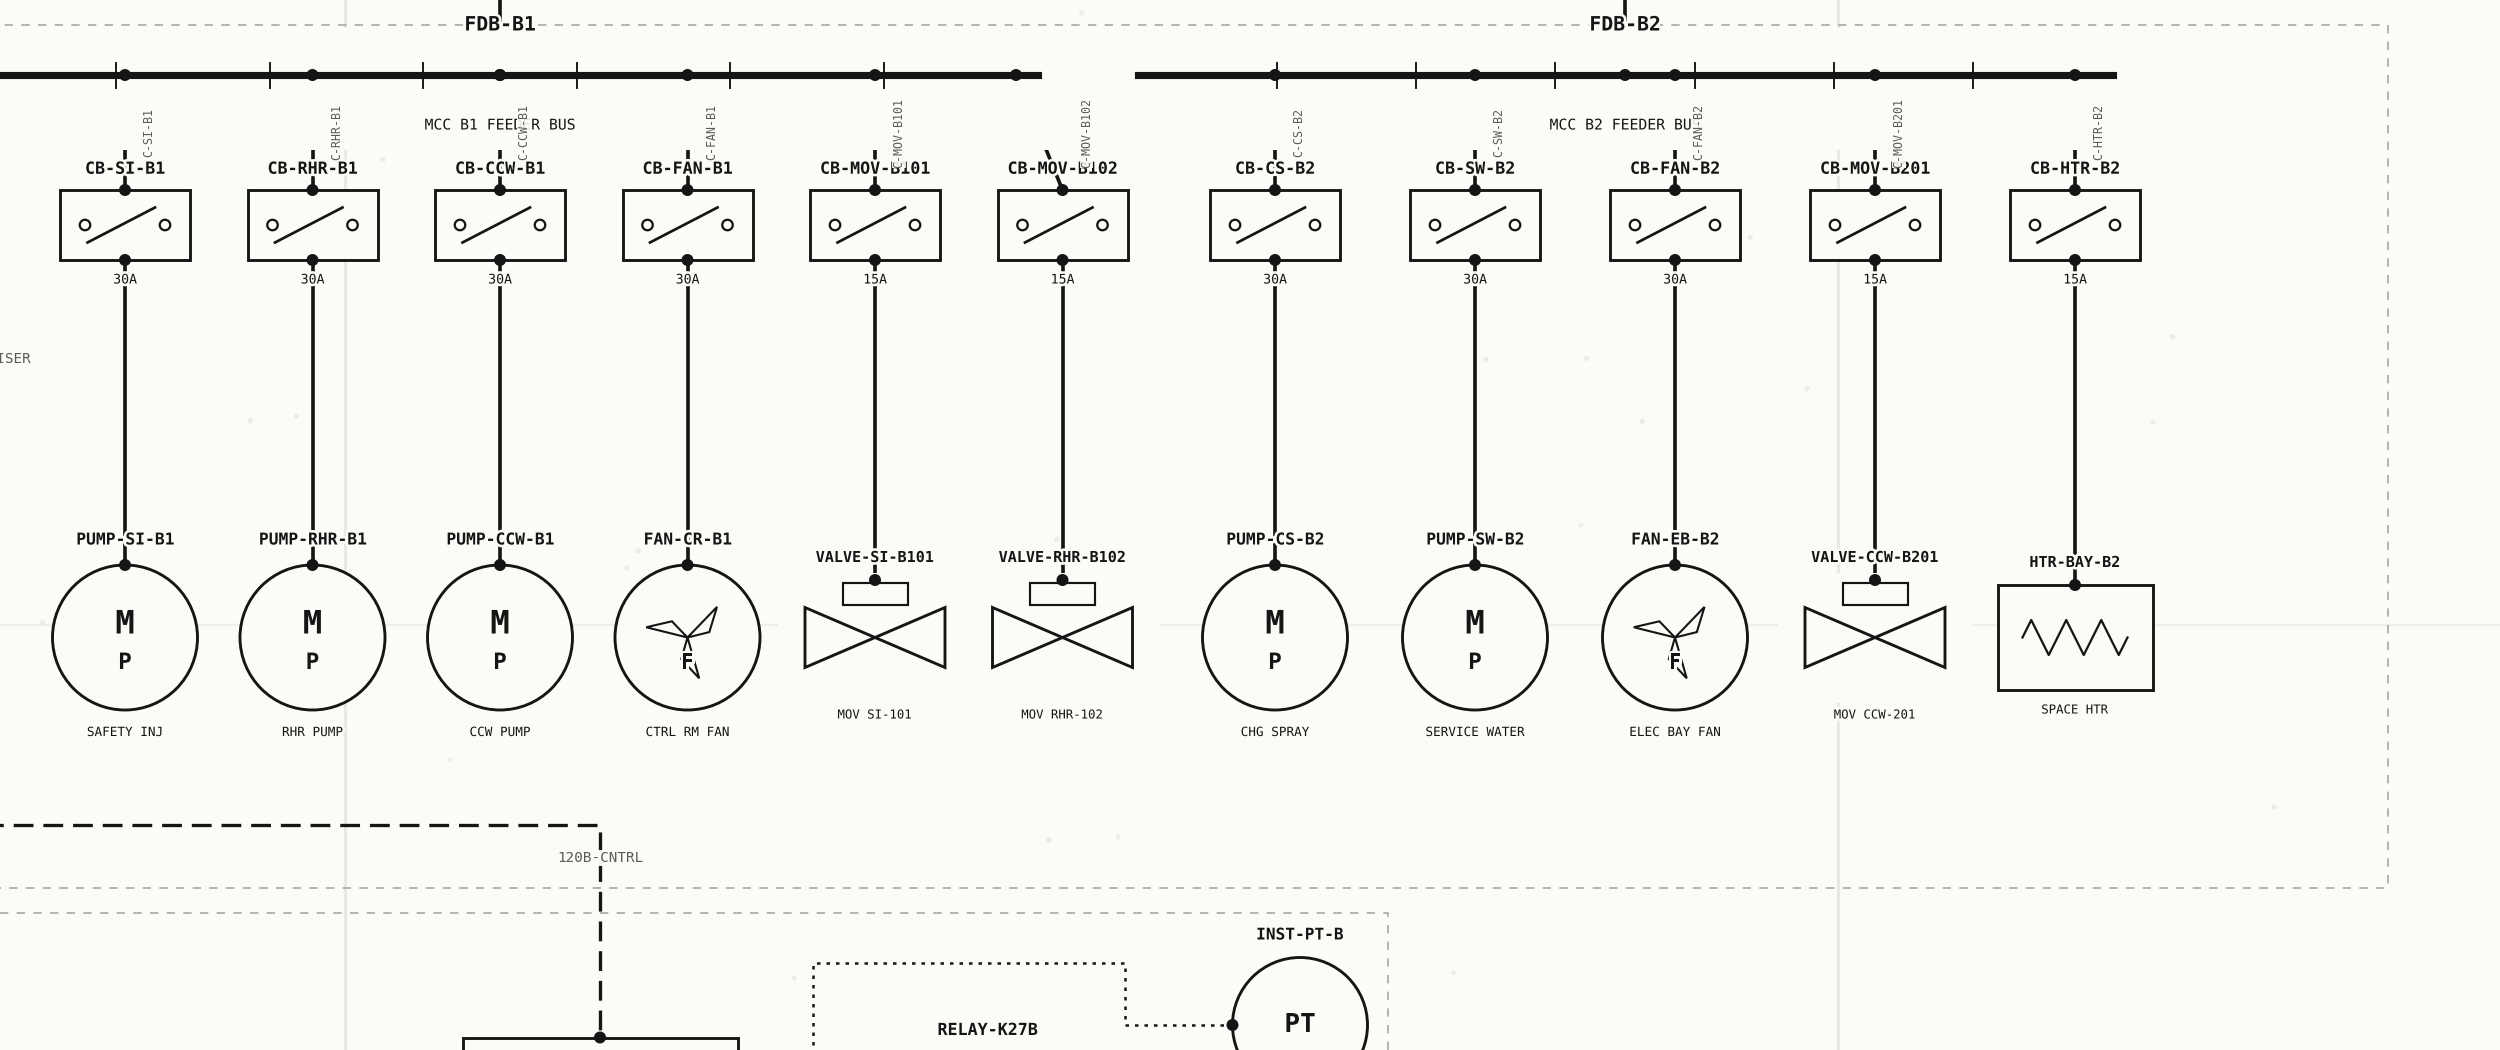 FDB-B1
FDB-B2
MCC B1 FEEDER BUS
MCC B2 FEEDER BUS
C-SI-B1
C-RHR-B1
C-CCW-B1
C-FAN-B1
C-MOV-B101
C-MOV-B102
C-CS-B2
C-SW-B2
C-FAN-B2
C-MOV-B201
C-HTR-B2
CB-SI-B1
CB-RHR-B1
CB-CCW-B1
CB-FAN-B1
CB-MOV-B101
CB-MOV-B102
CB-CS-B2
CB-SW-B2
CB-FAN-B2
CB-MOV-B201
CB-HTR-B2
30A
30A
30A
30A
15A
15A
30A
30A
30A
15A
15A
ISER
PUMP-SI-B1
PUMP-RHR-B1
PUMP-CCW-B1
FAN-CR-B1
VALVE-SI-B101
VALVE-RHR-B102
PUMP-CS-B2
PUMP-SW-B2
FAN-EB-B2
VALVE-CCW-B201
HTR-BAY-B2
M
P
M
P
M
P
F
M
P
M
P
F
SAFETY INJ
RHR PUMP
CCW PUMP
CTRL RM FAN
MOV SI-101
MOV RHR-102
CHG SPRAY
SERVICE WATER
ELEC BAY FAN
MOV CCW-201
SPACE HTR
120B-CNTRL
INST-PT-B
RELAY-K27B
PT